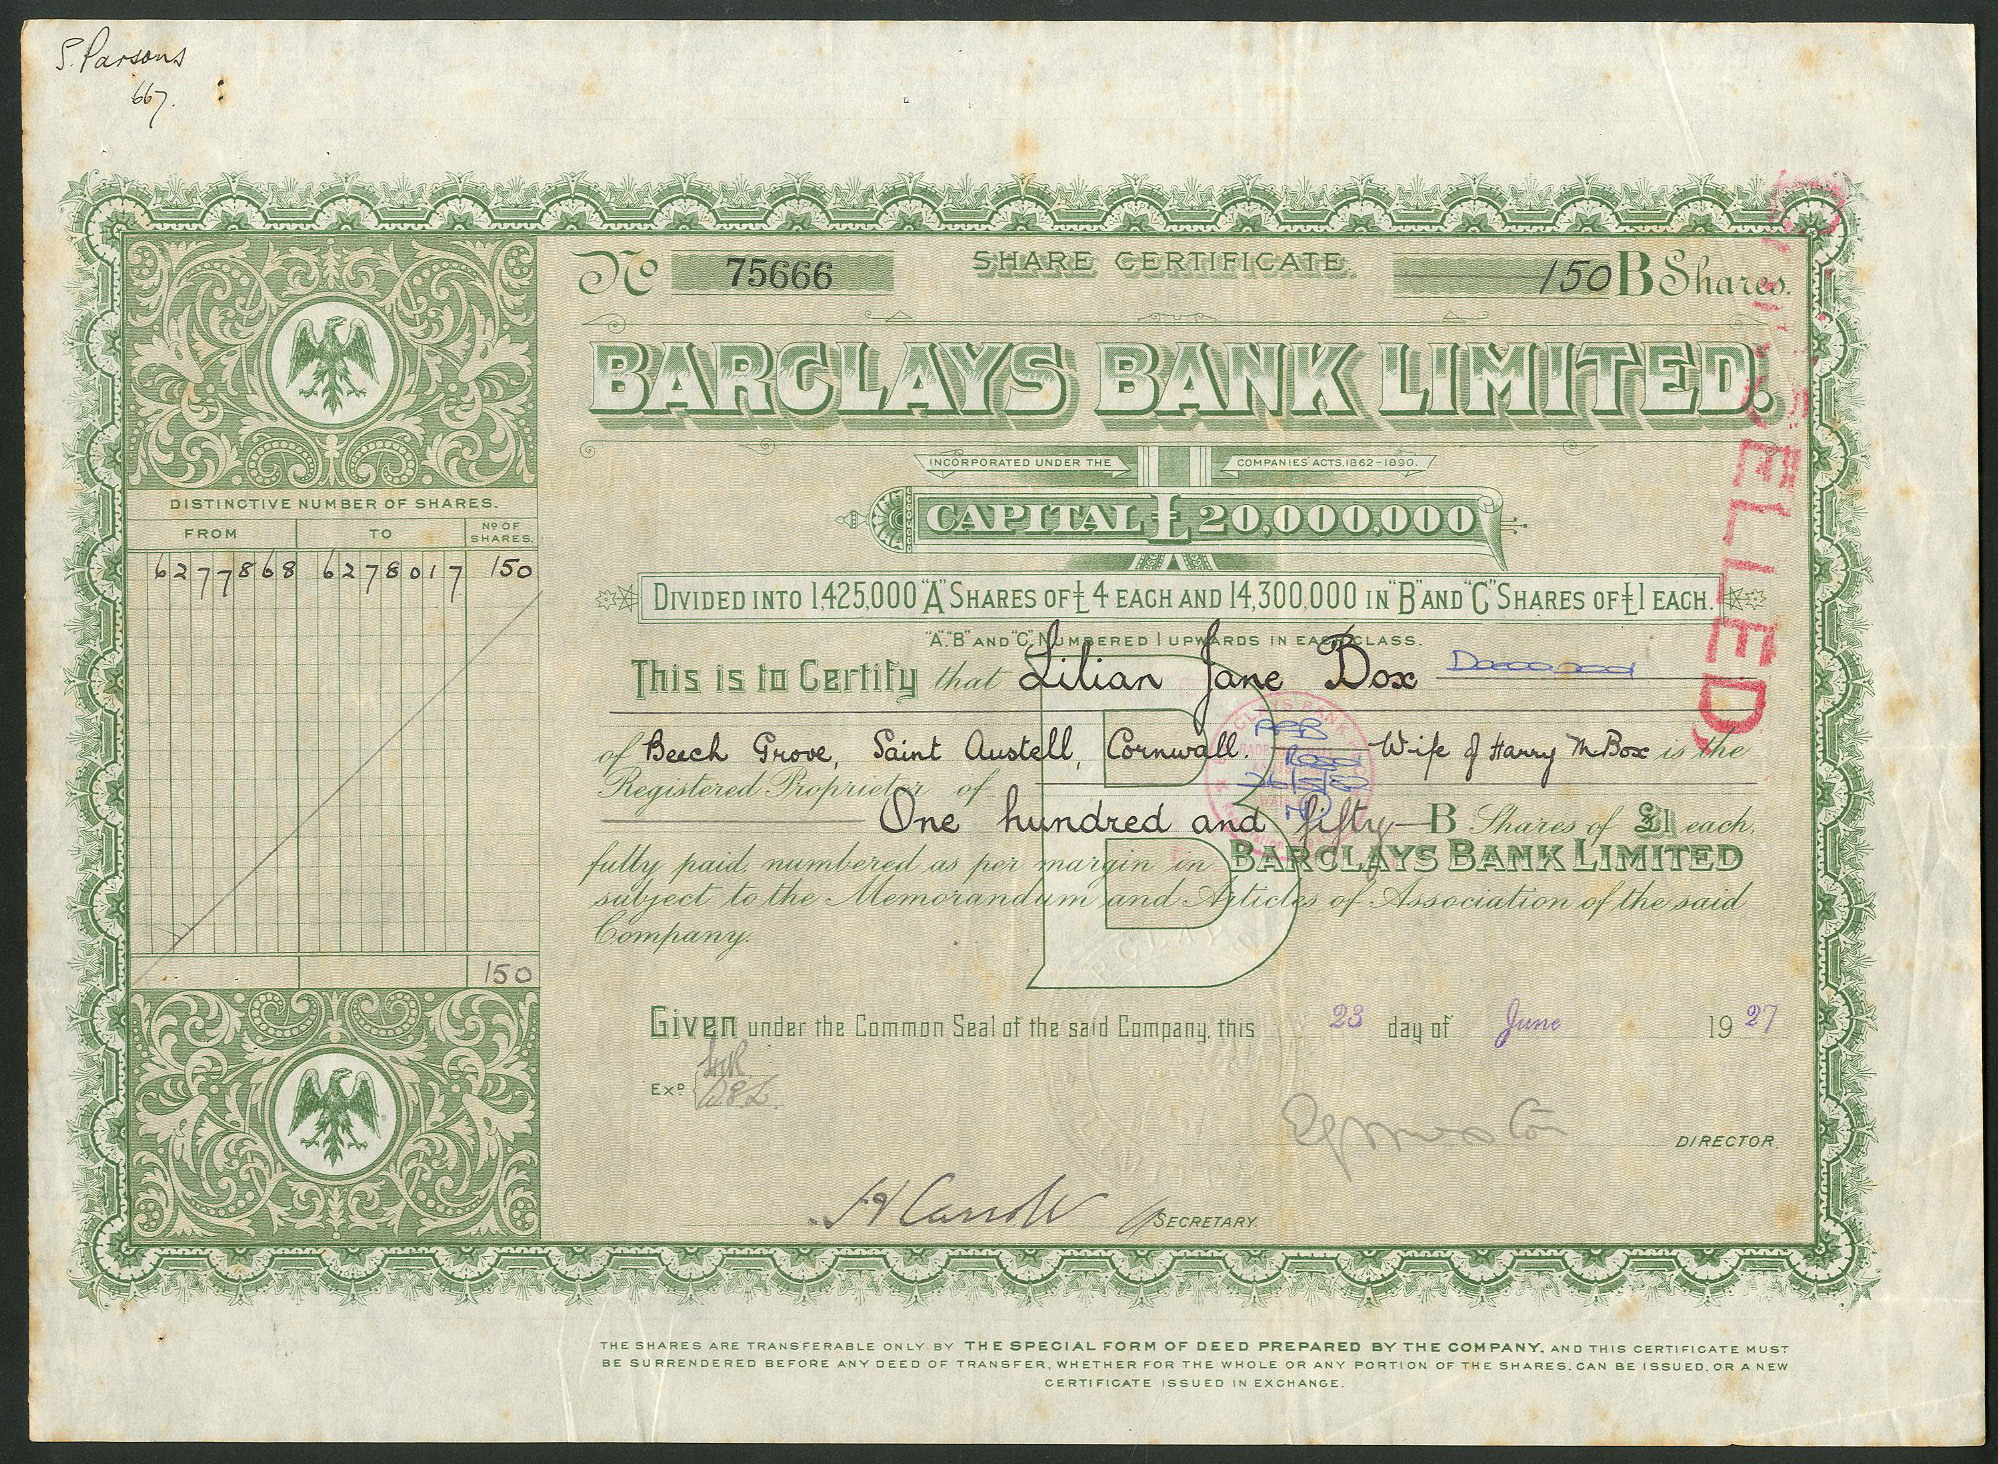 S. Parsons
667.
No 75666
SHARE CERTIFICATE.
150 B Shares.
BARCLAYS BANK LIMITED.
INCORPORATED UNDER THE COMPANIES' ACTS, 1862-1890.
CAPITAL £20,000,000
DIVIDED INTO 1,425,000 "A" SHARES OF £4 EACH AND 14,300,000 IN "B" AND "C" SHARES OF £1 EACH.
"A", "B" AND "C", NUMBERED 1 UPWARDS IN EACH CLASS.
DISTINCTIVE NUMBER OF SHARES.
FROM TO No OF SHARES.
6277868 6278017 150
150
This is to Certify that Lilian Jane Box Deceased
of Beech Grove, Saint Austell, Cornwall. Wife of Harry M Box is the
Registered Proprietor of
One hundred and fifty B Shares of £1 each,
fully paid, numbered as per margin in BARCLAYS BANK LIMITED
subject to the Memorandum and Articles of Association of the said
Company.
BARCLAYS BANK
Given under the Common Seal of the said Company, this 23 day of June 1927
Exd
DIRECTOR
SECRETARY.
CANCELLED
THE SHARES ARE TRANSFERABLE ONLY BY THE SPECIAL FORM OF DEED PREPARED BY THE COMPANY, AND THIS CERTIFICATE MUST
BE SURRENDERED BEFORE ANY DEED OF TRANSFER, WHETHER FOR THE WHOLE OR ANY PORTION OF THE SHARES, CAN BE ISSUED, OR A NEW
CERTIFICATE ISSUED IN EXCHANGE.